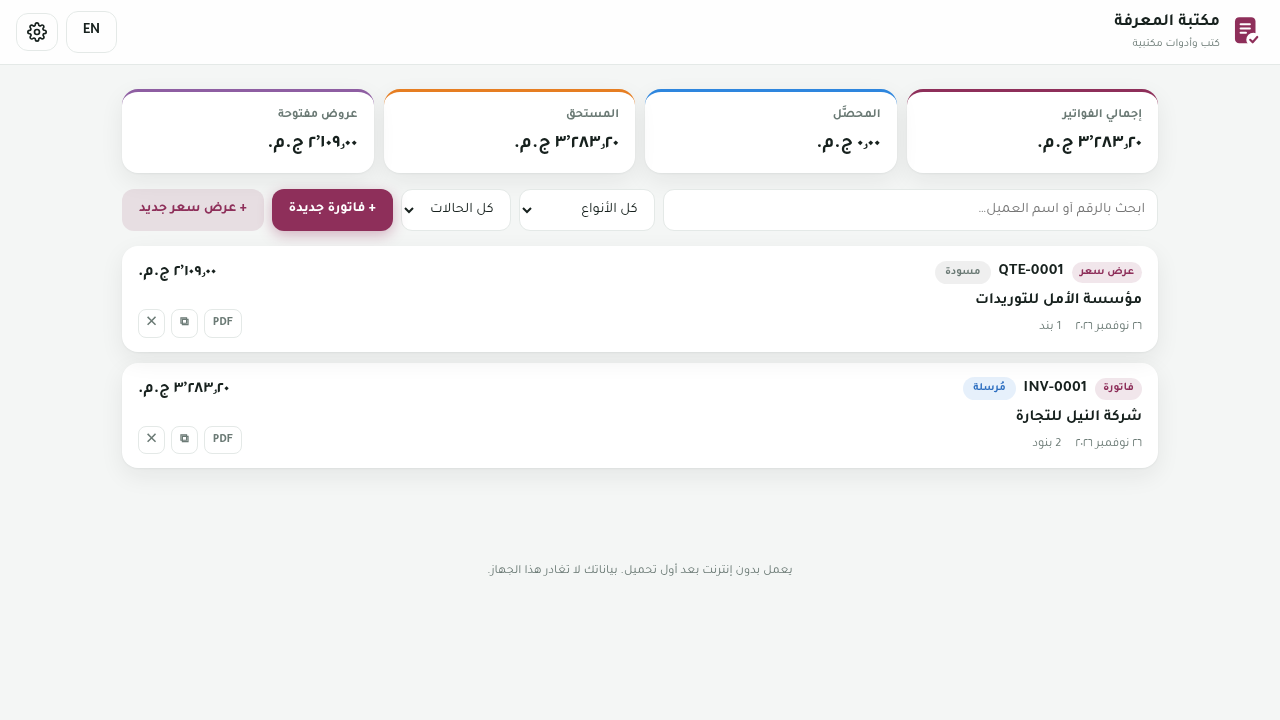 مكتبة المعرفة
كتب وأدوات مكتبية
EN
إجمالي الفواتير
٣٬٢٨٣٫٢٠ ج.م.
المحصَّل
٠٫٠٠ ج.م.
المستحق
٣٬٢٨٣٫٢٠ ج.م.
عروض مفتوحة
٢٬١٠٩٫٠٠ ج.م.
ابحث بالرقم أو اسم العميل…
كل الأنواع
كل الحالات
+ فاتورة جديدة
+ عرض سعر جديد
عرض سعر QTE-0001 مسودة
٢٬١٠٩٫٠٠ ج.م.
مؤسسة الأمل للتوريدات
٢٦ نوفمبر ٢٠٢٦ 1 بند
PDF
فاتورة INV-0001 مُرسلة
٣٬٢٨٣٫٢٠ ج.م.
شركة النيل للتجارة
٢٦ نوفمبر ٢٠٢٦ 2 بنود
PDF
يعمل بدون إنترنت بعد أول تحميل. بياناتك لا تغادر هذا الجهاز.